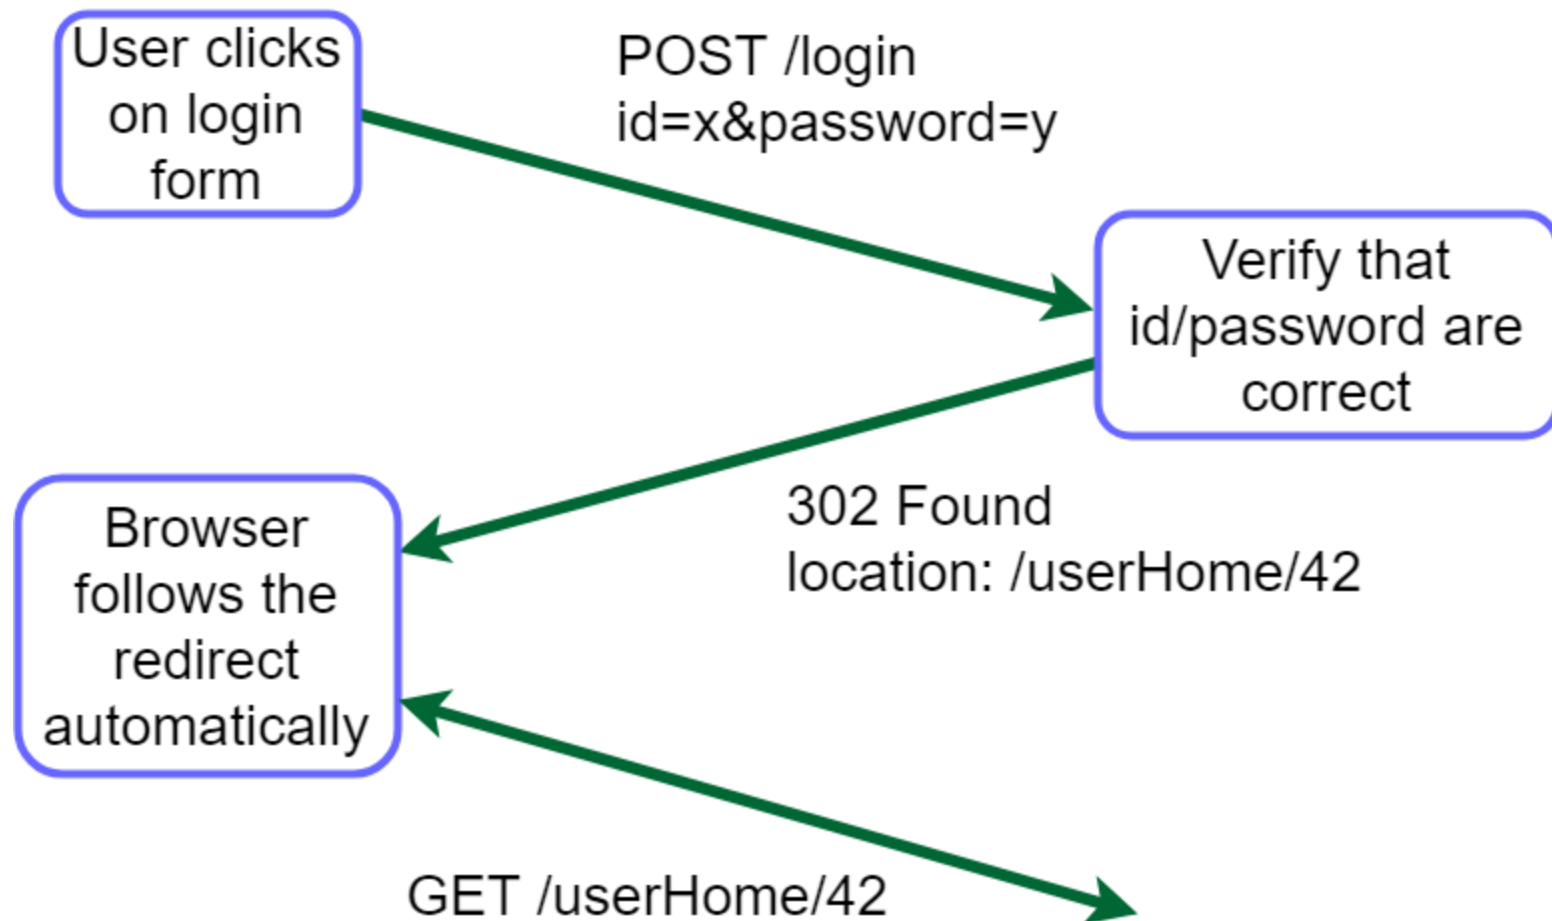 User clicks
on login
form
POST /login
id=x&password=y
Verify that
id/password are
correct
302 Found
location: /userHome/42
Browser
follows the
redirect
automatically
GET /userHome/42